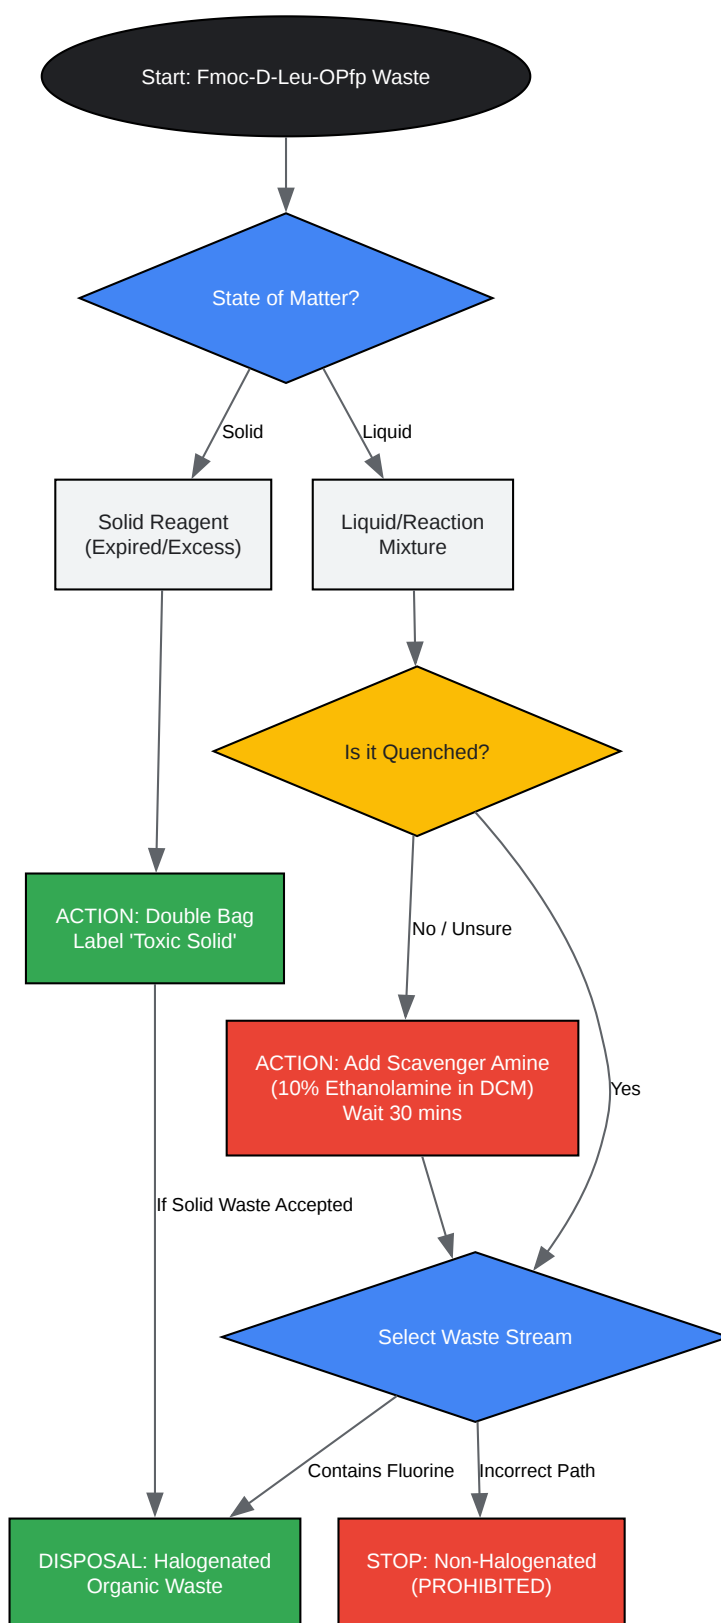 Start: Fmoc-D-Leu-OPfp Waste
State of Matter?
Solid
Liquid
Solid Reagent
(Expired/Excess)
Liquid/Reaction
Mixture
Is it Quenched?
ACTION: Double Bag
Label 'Toxic Solid'
No / Unsure
ACTION: Add Scavenger Amine
(10% Ethanolamine in DCM)
Wait 30 mins
Yes
If Solid Waste Accepted
Select Waste Stream
Contains Fluorine
Incorrect Path
DISPOSAL: Halogenated
Organic Waste
STOP: Non-Halogenated
(PROHIBITED)